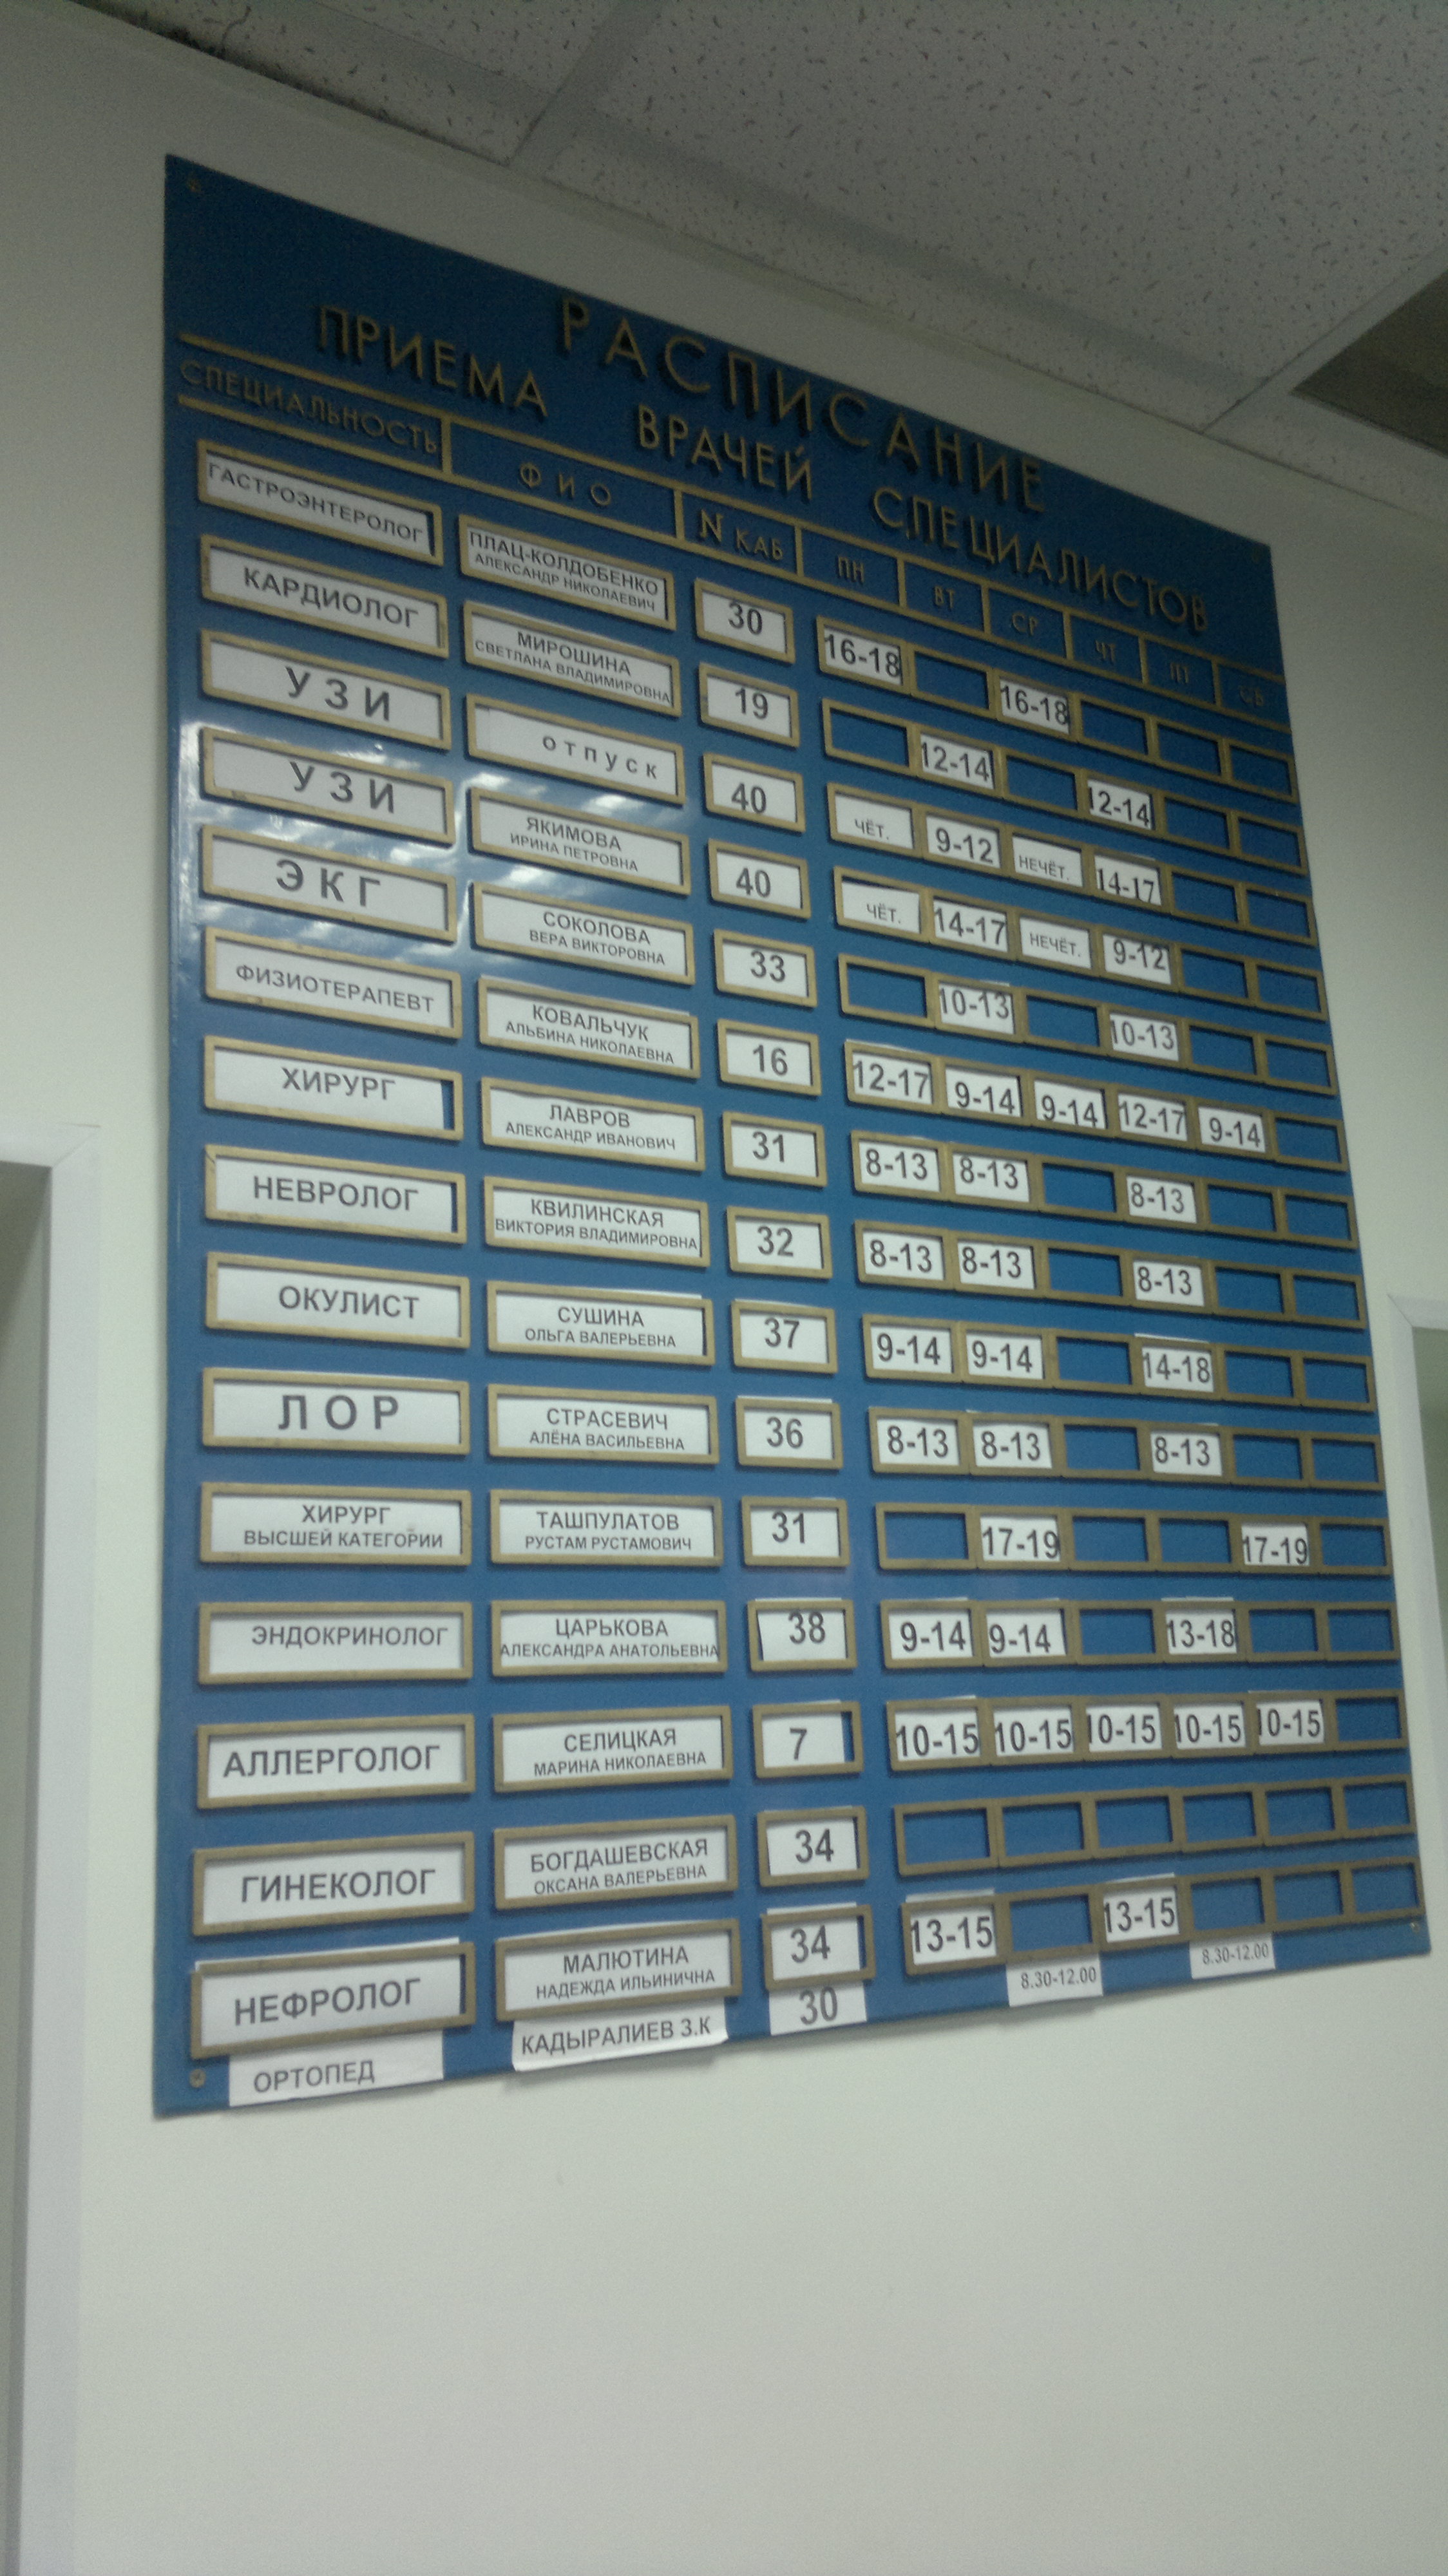 РАСПИСАНИЕ
ПРИЕМА ВРАЧЕЙ СПЕЦИАЛИСТОВ
СПЕЦИАЛЬНОСТЬ ФИО N КАБ ПН ВТ СР ЧТ ПТ СБ
ГАСТРОЭНТЕРОЛОГ ПЛАЦ-КОЛДОБЕНКО 30 16-18 16-18
АЛЕКСАНДР НИКОЛАЕВИЧ
КАРДИОЛОГ МИРОШИНА 19 12-14 12-14
СВЕТЛАНА ВЛАДИМИРОВНА
УЗИ отпуск 40 ЧЁТ. 9-12 НЕЧЁТ. 14-17
УЗИ ЯКИМОВА 40 ЧЁТ. 14-17 НЕЧЁТ. 9-12
ИРИНА ПЕТРОВНА
ЭКГ СОКОЛОВА 33 10-13 10-13
ВЕРА ВИКТОРОВНА
ФИЗИОТЕРАПЕВТ КОВАЛЬЧУК 16 12-17 9-14 9-14 12-17 9-14
АЛЬБИНА НИКОЛАЕВНА
ХИРУРГ ЛАВРОВ 31 8-13 8-13 8-13
АЛЕКСАНДР ИВАНОВИЧ
НЕВРОЛОГ КВИЛИНСКАЯ 32 8-13 8-13 8-13
ВИКТОРИЯ ВЛАДИМИРОВНА
ОКУЛИСТ СУШИНА 37 9-14 9-14 14-18
ОЛЬГА ВАЛЕРЬЕВНА
ЛОР СТРАСЕВИЧ 36 8-13 8-13 8-13
АЛЁНА ВАСИЛЬЕВНА
ХИРУРГ ТАШПУЛАТОВ 31 17-19 17-19
ВЫСШЕЙ КАТЕГОРИИ РУСТАМ РУСТАМОВИЧ
ЭНДОКРИНОЛОГ ЦАРЬКОВА 38 9-14 9-14 13-18
АЛЕКСАНДРА АНАТОЛЬЕВНА
АЛЛЕРГОЛОГ СЕЛИЦКАЯ 7 10-15 10-15 10-15 10-15 10-15
МАРИНА НИКОЛАЕВНА
ГИНЕКОЛОГ БОГДАШЕВСКАЯ 34
ОКСАНА ВАЛЕРЬЕВНА
НЕФРОЛОГ МАЛЮТИНА 34 13-15 13-15
НАДЕЖДА ИЛЬИНИЧНА
ОРТОПЕД КАДЫРАЛИЕВ З.К 30 8.30-12.00 8.30-12.00